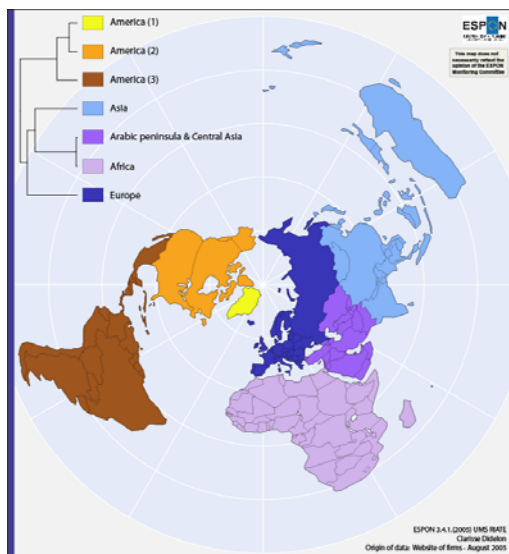 America (1)
America (2)
America (3)
Asia
Arabic peninsula & Central Asia
Africa
Europe
ESPON
This map does not
necessarily reflect the
opinion of the ESPON
Monitoring Committee
ESPON 3.4.1.(2005) UMS RIATE
Clarisse Didelon
Origin of data: Website of firms - August 2005